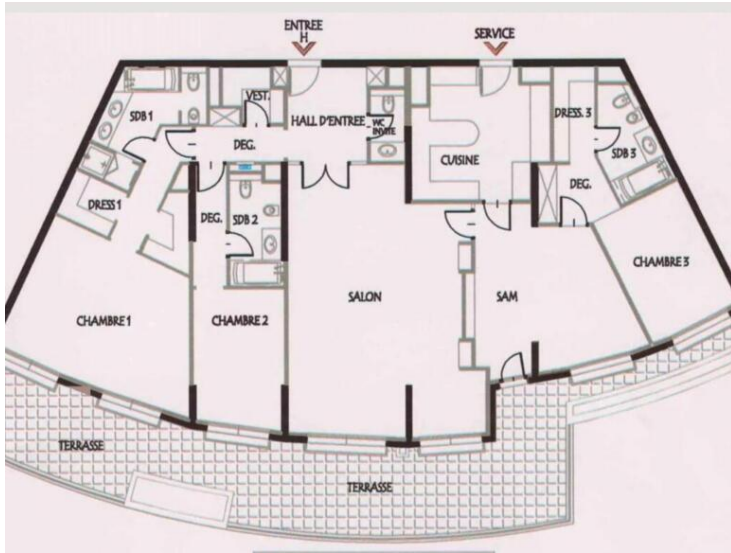 ENTREE
H
SERVICE
SDB 1
VEST.
HALL D'ENTREE
WC
INVITE
DEG.
CUISINE
DRESS. 3
SDB 3
DEG.
DRESS 1
DEG.
SDB 2
CHAMBRE 3
CHAMBRE 1
CHAMBRE 2
SALON
SAM
TERRASSE
TERRASSE